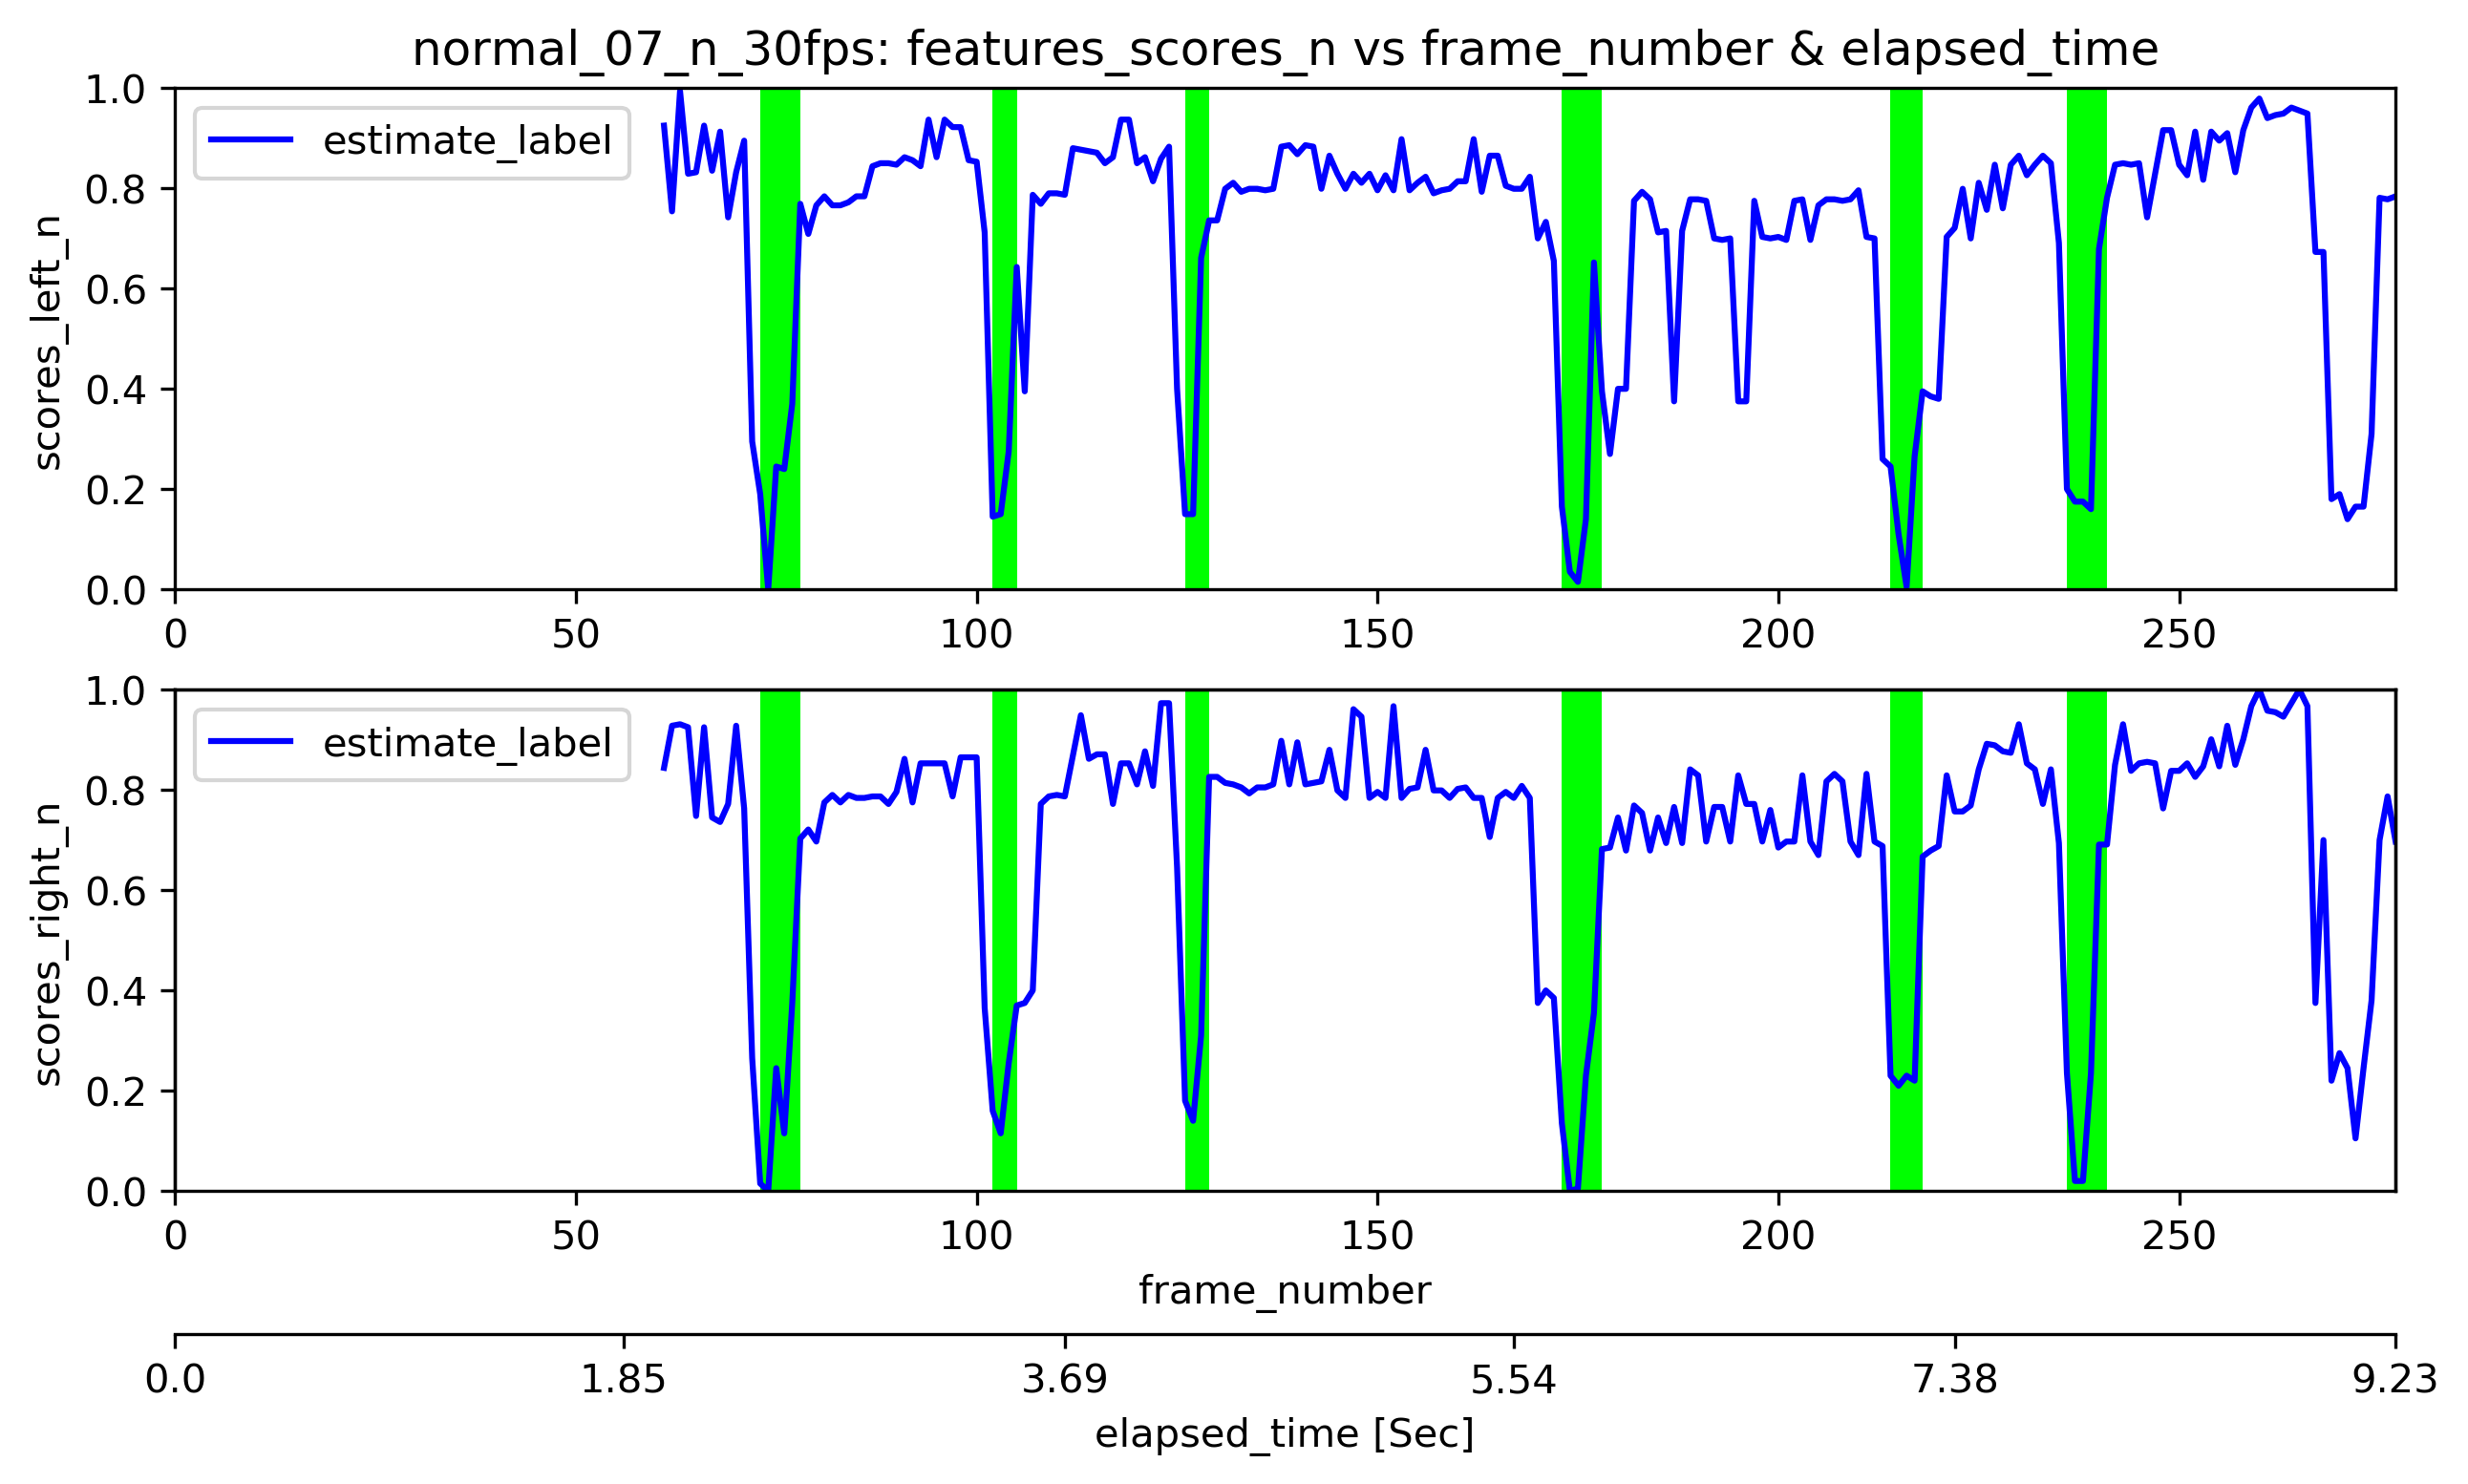 normal_07_n_30fps: features_scores_n vs frame_number & elapsed_time
scores_left_n
1.0
0.8
0.6
0.4
0.2
0.0
estimate_label
0 50 100 150 200 250
scores_right_n
1.0
0.8
0.6
0.4
0.2
0.0
estimate_label
0 50 100 150 200 250
frame_number
0.0 1.85 3.69 5.54 7.38 9.23
elapsed_time [Sec]